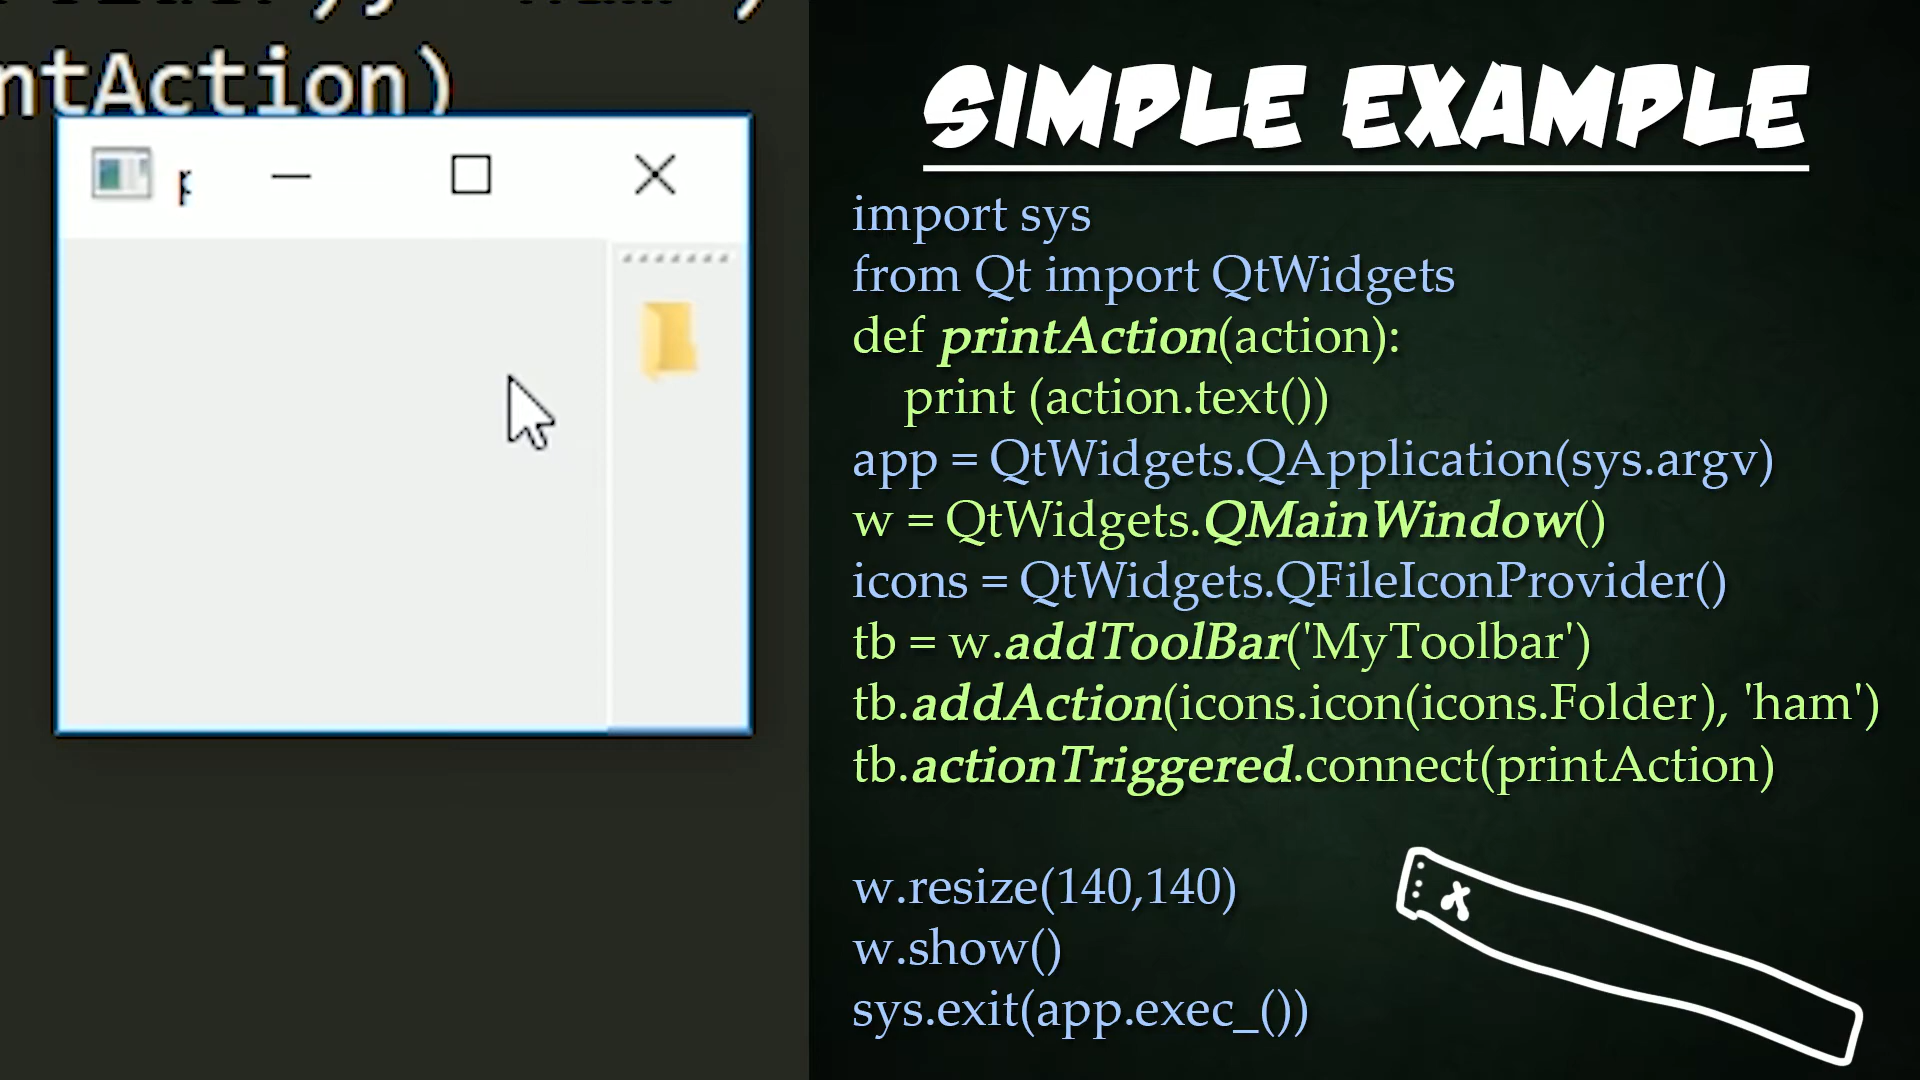 ntAction)
SIMPLE EXAMPLE
import sys
from Qt import QtWidgets
def printAction(action):
print (action.text())
app = QtWidgets.QApplication(sys.argv)
w = QtWidgets.QMainWindow()
icons = QtWidgets.QFileIconProvider()
tb = w.addToolBar('MyToolbar')
tb.addAction(icons.icon(icons.Folder), 'ham')
tb.actionTriggered.connect(printAction)
w.resize(140,140)
w.show()
sys.exit(app.exec_())